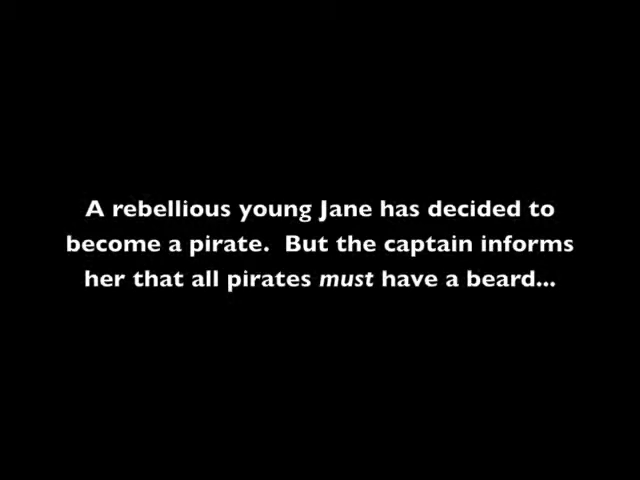 A rebellious young Jane has decided to
become a pirate.  But the captain informs
her that all pirates must have a beard...